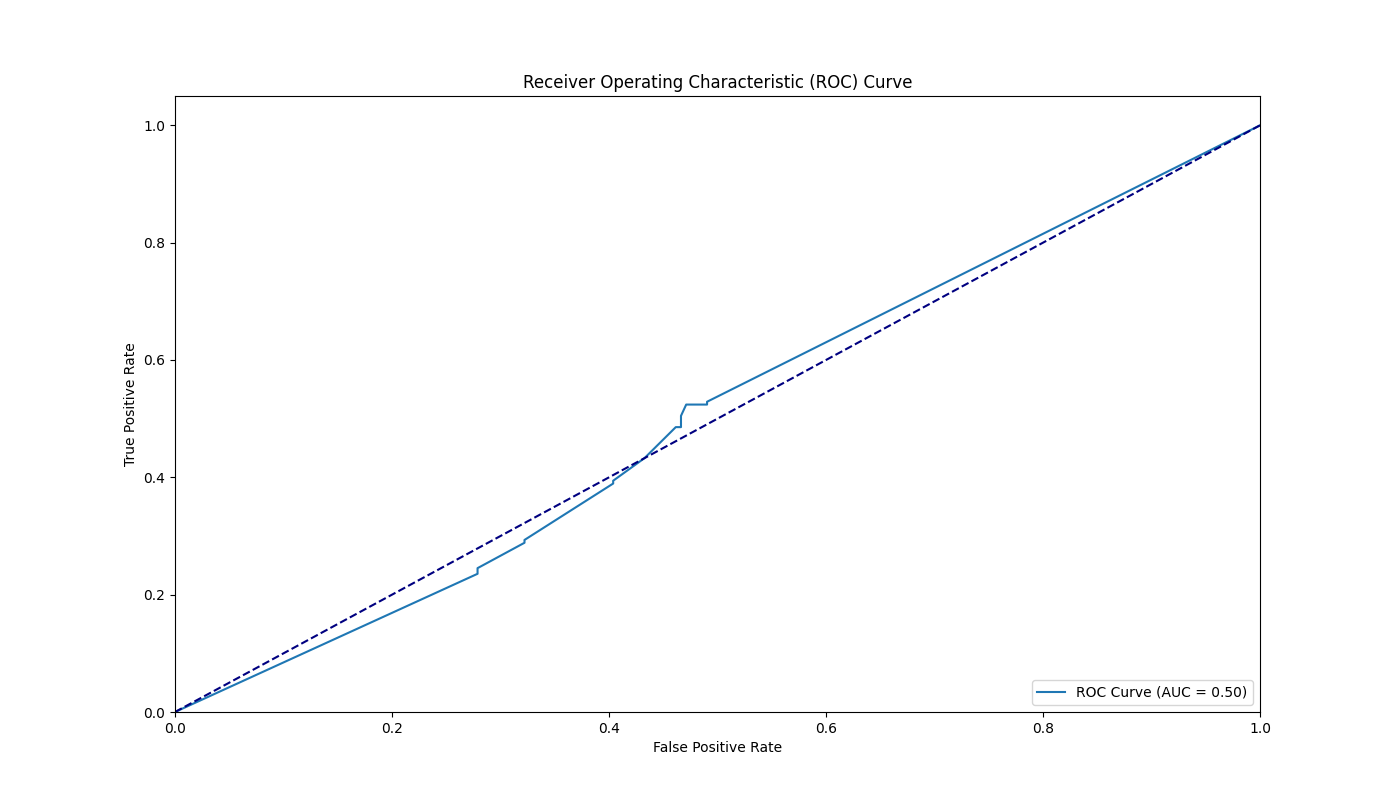 Receiver Operating Characteristic (ROC) Curve
1.0
0.8
0.6
0.4
0.2
0.0
True Positive Rate
ROC Curve (AUC = 0.50)
0.0 0.2 0.4 0.6 0.8 1.0
False Positive Rate